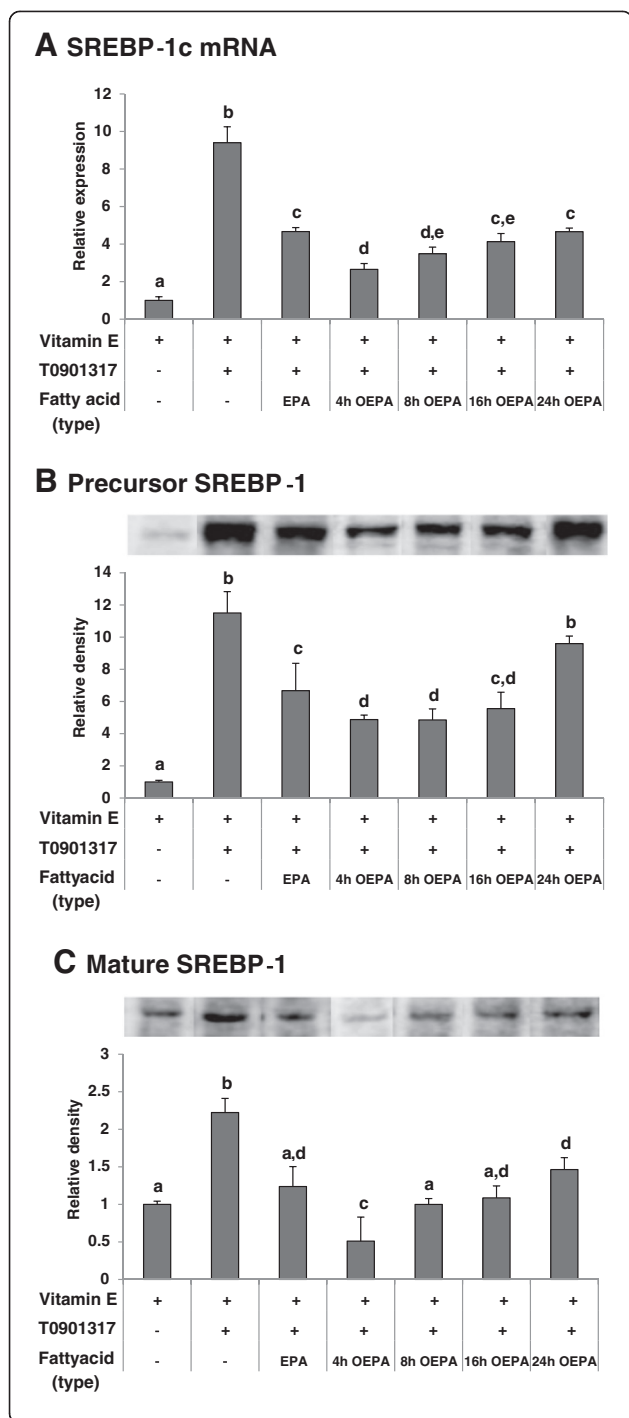 A SREBP-1c mRNA
12
10
8
6
4
2
0
Relative expression
a
b
c
d
d,e
c,e
c
Vitamin E + + + + + + +
T0901317 - + + + + + +
Fatty acid (type) - - EPA 4h OEPA 8h OEPA 16h OEPA 24h OEPA
B Precursor SREBP-1
14
12
10
8
6
4
2
0
Relative density
a
b
c
d
d
c,d
b
Vitamin E + + + + + + +
T0901317 - + + + + + +
Fattyacid (type) - - EPA 4h OEPA 8h OEPA 16h OEPA 24h OEPA
C Mature SREBP-1
3
2.5
2
1.5
1
0.5
0
Relative density
a
b
a,d
c
a
a,d
d
Vitamin E + + + + + + +
T0901317 - + + + + + +
Fattyacid (type) - - EPA 4h OEPA 8h OEPA 16h OEPA 24h OEPA